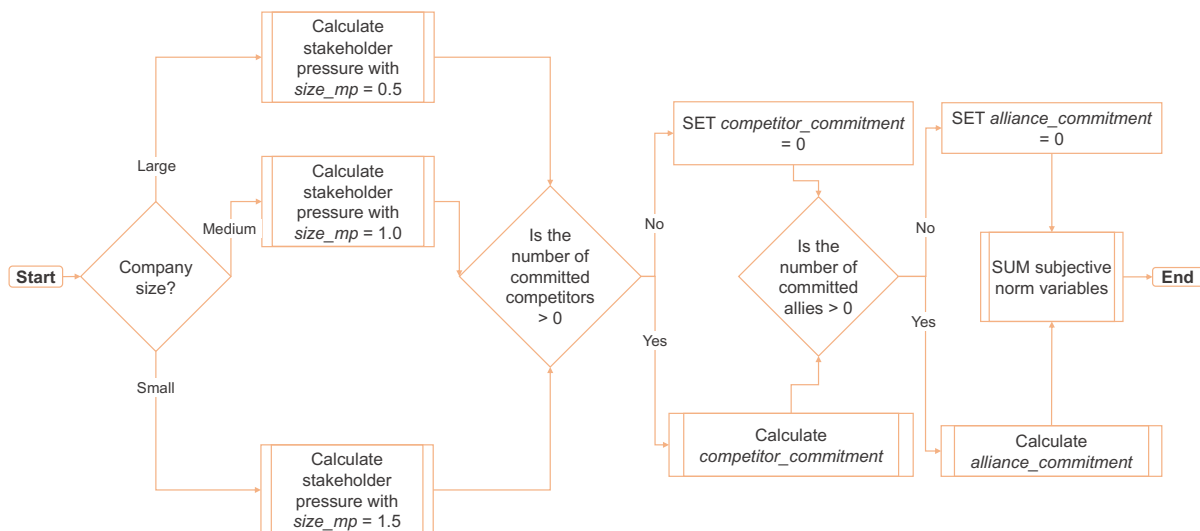 Start
Company
size?
Large
Medium
Small
Calculate
stakeholder
pressure with
size_mp = 0.5
Calculate
stakeholder
pressure with
size_mp = 1.0
Calculate
stakeholder
pressure with
size_mp = 1.5
Is the
number of
committed
competitors
> 0
No
Yes
SET competitor_commitment
= 0
Calculate
competitor_commitment
Is the
number of
committed
allies > 0
No
Yes
SET alliance_commitment
= 0
Calculate
alliance_commitment
SUM subjective
norm variables
End